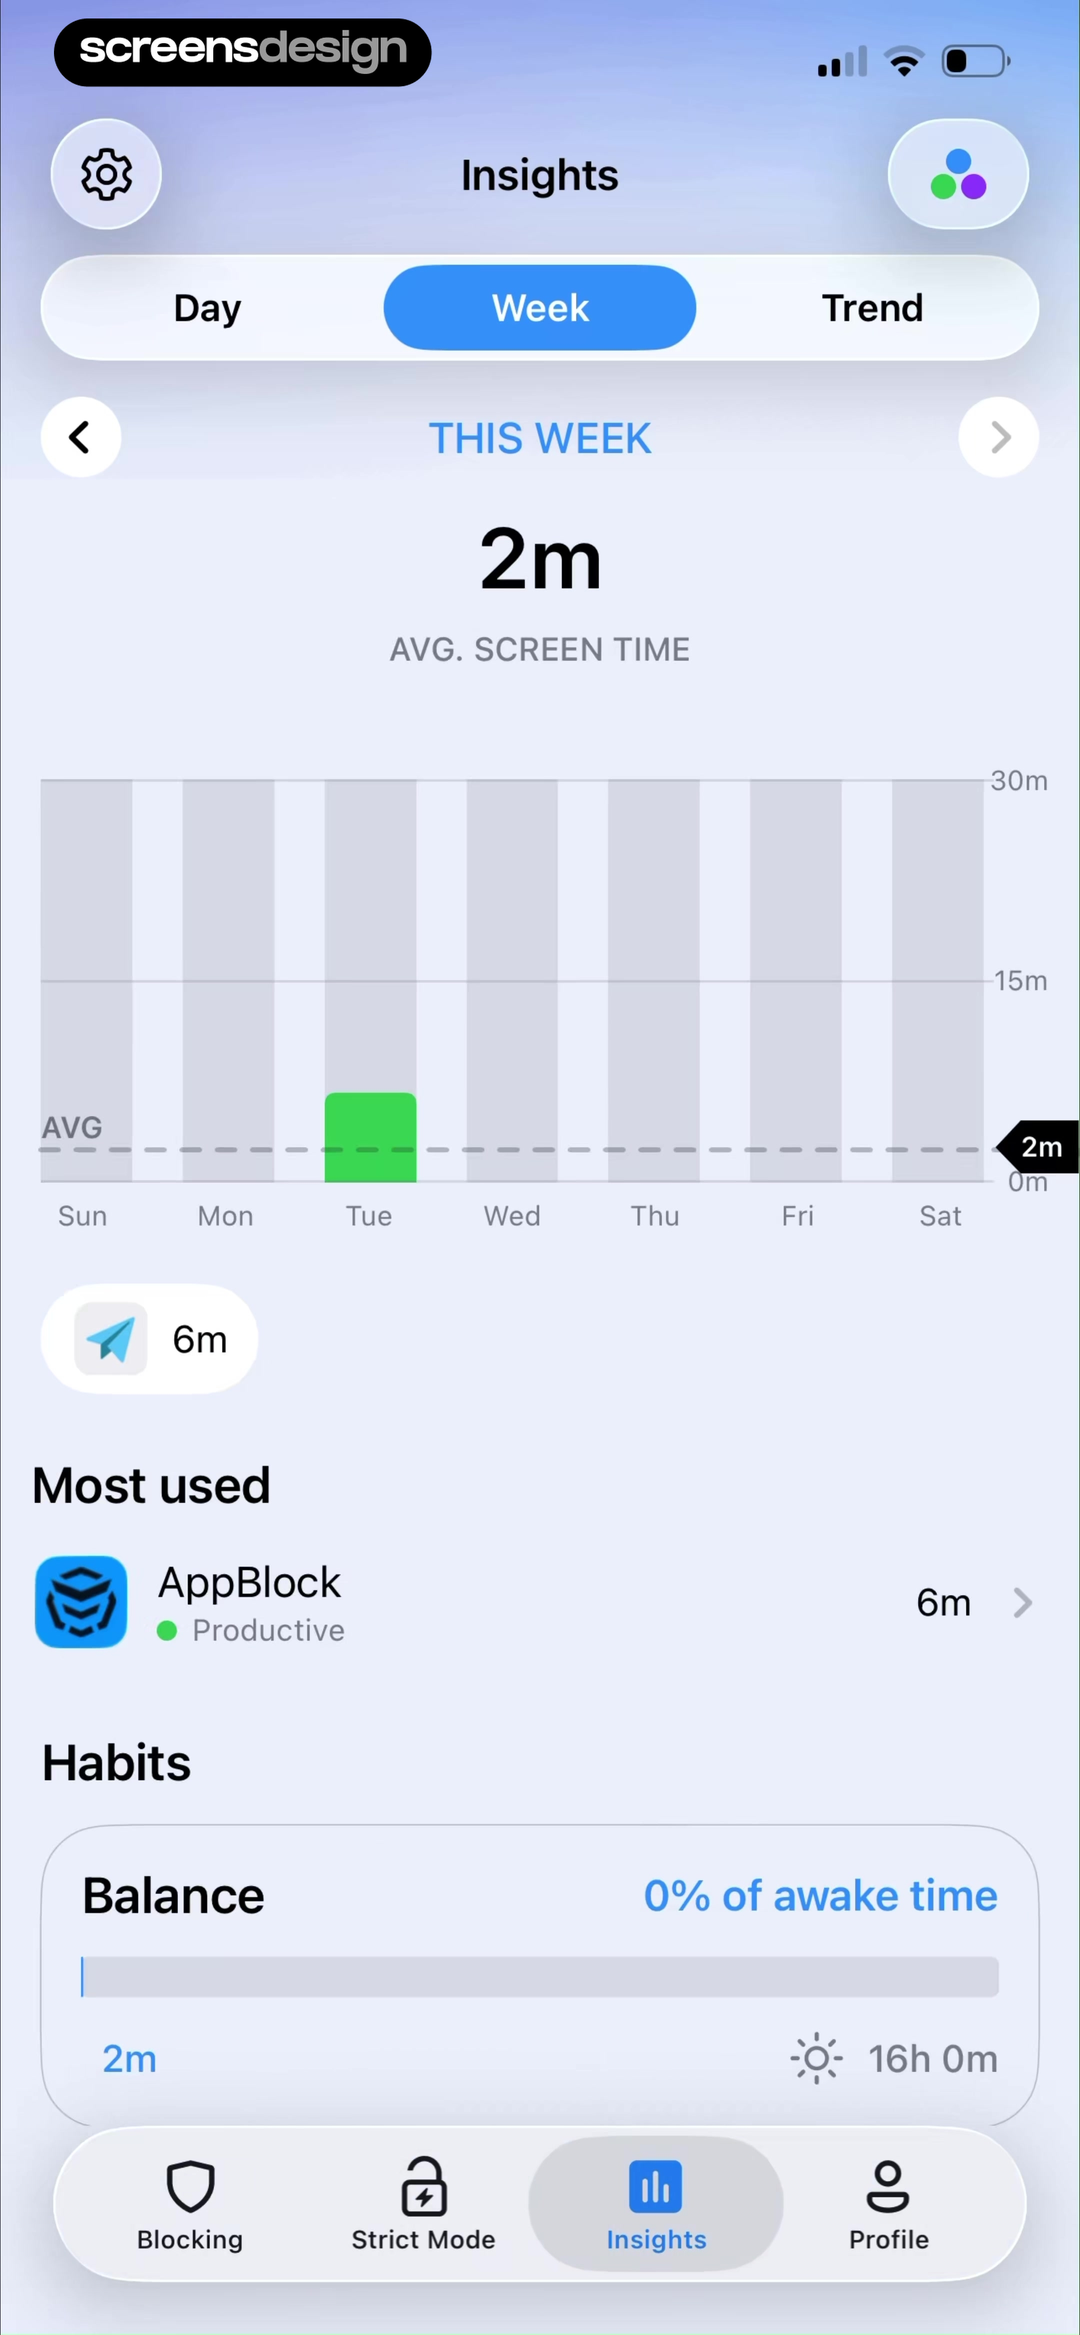 screensdesign
Insights
Day Week Trend
THIS WEEK
2m
AVG. SCREEN TIME
30m
15m
AVG
2m
0m
Sun Mon Tue Wed Thu Fri Sat
6m
Most used
AppBlock
Productive
6m
Habits
Balance
0% of awake time
2m
16h 0m
Blocking Strict Mode Insights Profile